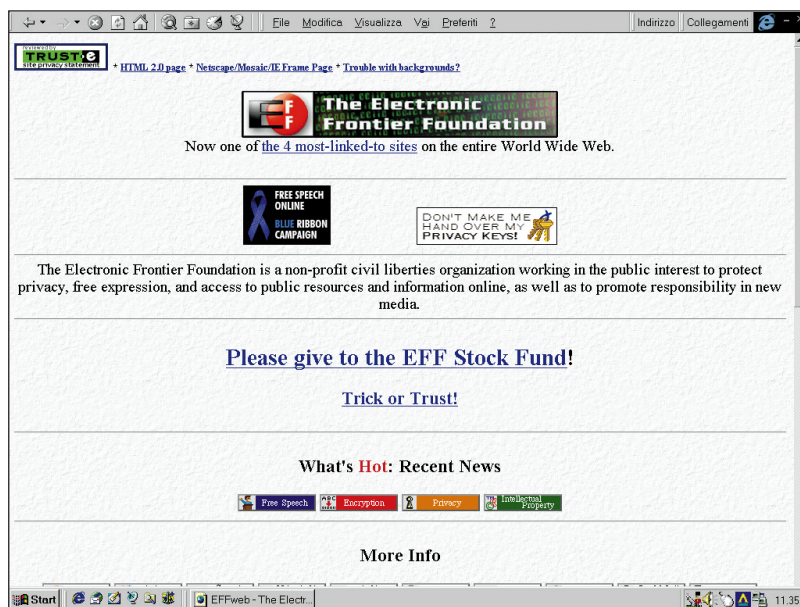 File Modifica Visualizza Vai Preferiti ? Indirizzo Collegamenti
reviewed by
TRUSTe
site privacy statement
* HTML 2.0 page * Netscape/Mosaic/IE Frame Page * Trouble with backgrounds?
EFF
The Electronic
Frontier Foundation
Now one of the 4 most-linked-to sites on the entire World Wide Web.
FREE SPEECH
ONLINE
BLUE RIBBON
CAMPAIGN
DON'T MAKE ME
HAND OVER MY
PRIVACY KEYS!
The Electronic Frontier Foundation is a non-profit civil liberties organization working in the public interest to protect
privacy, free expression, and access to public resources and information online, as well as to promote responsibility in new
media.
Please give to the EFF Stock Fund!
Trick or Trust!
What's Hot: Recent News
Free Speech Encryption Privacy Intellectual
Property
More Info
Start EFFweb - The Electr... 11.35